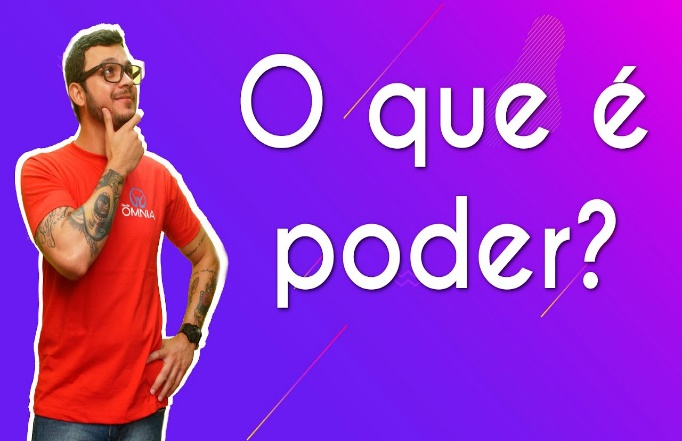 O que é
poder?
ÔMNIA